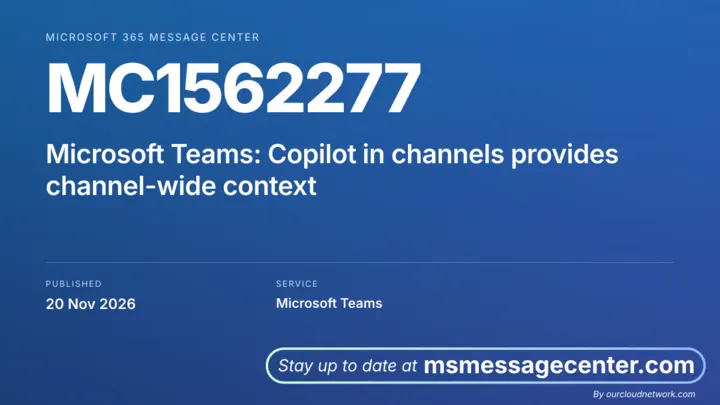 MICROSOFT 365 MESSAGE CENTER
MC1562277
Microsoft Teams: Copilot in channels provides
channel-wide context
PUBLISHED
20 Nov 2026
SERVICE
Microsoft Teams
Stay up to date at msmessagecenter.com
By ourcloudnetwork.com